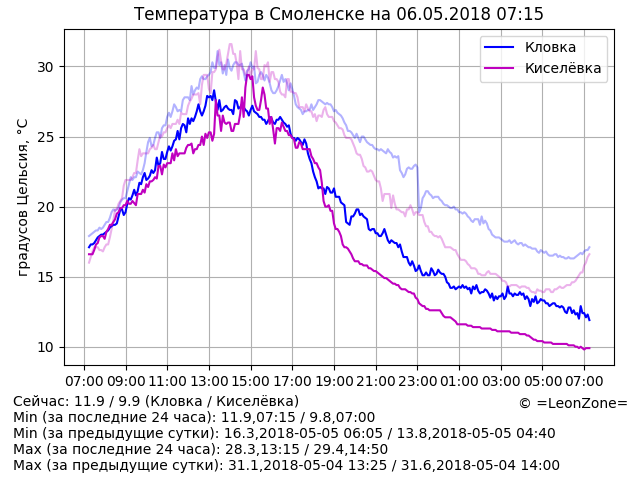 Температура в Смоленске на 06.05.2018 07:15
градусов Цельсия, °C
30
25
20
15
10
Кловка
Киселёвка
07:00 09:00 11:00 13:00 15:00 17:00 19:00 21:00 23:00 01:00 03:00 05:00 07:00
Сейчас: 11.9 / 9.9 (Кловка / Киселёвка)
© =LeonZone=
Min (за последние 24 часа): 11.9,07:15 / 9.8,07:00
Min (за предыдущие сутки): 16.3,2018-05-05 06:05 / 13.8,2018-05-05 04:40
Max (за последние 24 часа): 28.3,13:15 / 29.4,14:50
Max (за предыдущие сутки): 31.1,2018-05-04 13:25 / 31.6,2018-05-04 14:00